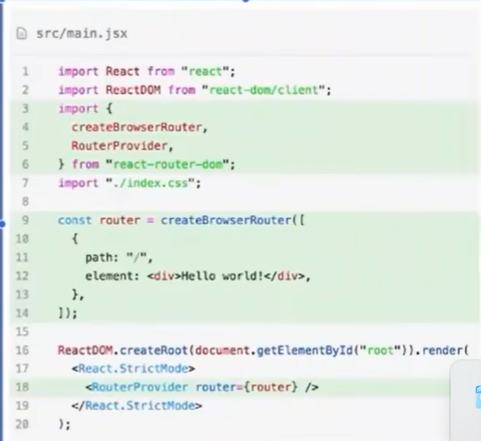 src/main.jsx
1 import React from "react";
2 import ReactDOM from "react-dom/client";
3 import {
4 createBrowserRouter,
5 RouterProvider,
6 } from "react-router-dom";
7 import "./index.css";
8
9 const router = createBrowserRouter([
10 {
11 path: "/",
12 element: <div>Hello world!</div>,
13 },
14 ]);
15
16 ReactDOM.createRoot(document.getElementById("root")).render(
17 <React.StrictMode>
18 <RouterProvider router={router} />
19 </React.StrictMode>
20 );